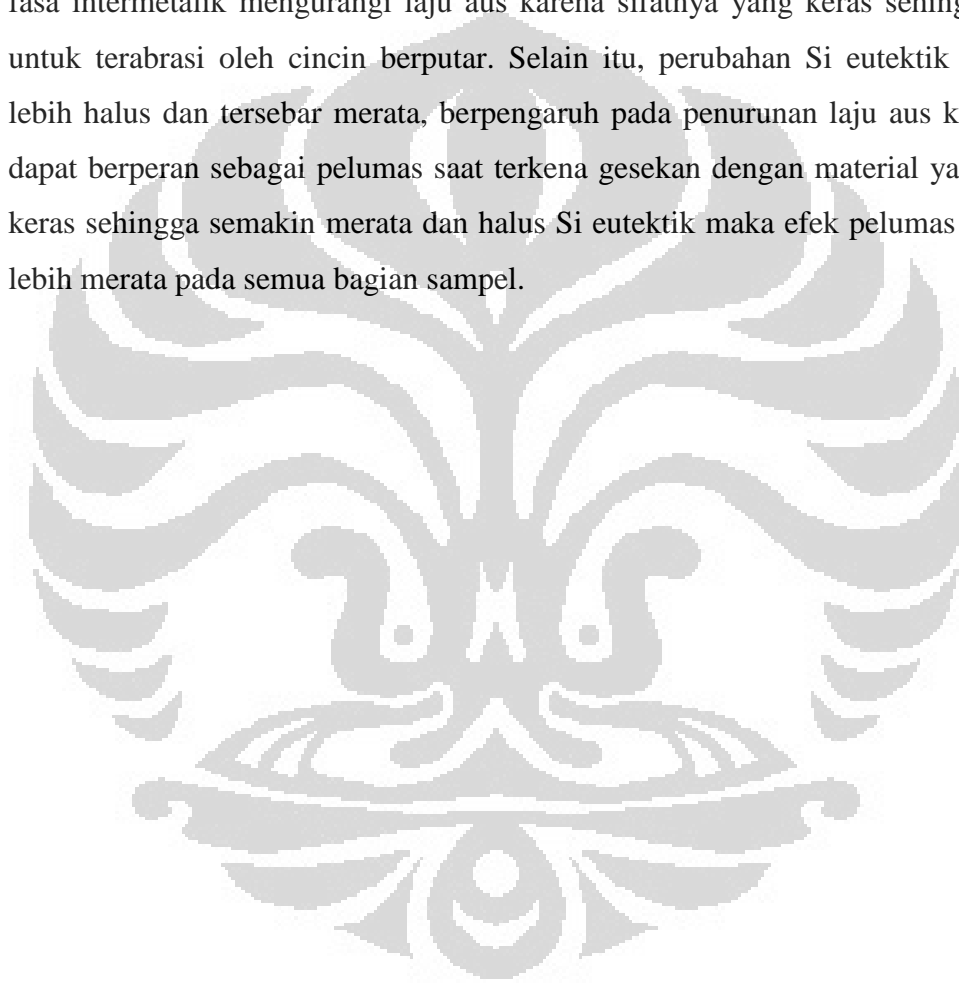 fasa intermetalik mengurangi laju aus karena sifatnya yang keras sehing
untuk terabrasi oleh cincin berputar. Selain itu, perubahan Si eutektik
lebih halus dan tersebar merata, berpengaruh pada penurunan laju aus k
dapat berperan sebagai pelumas saat terkena gesekan dengan material ya
keras sehingga semakin merata dan halus Si eutektik maka efek pelumas
lebih merata pada semua bagian sampel.